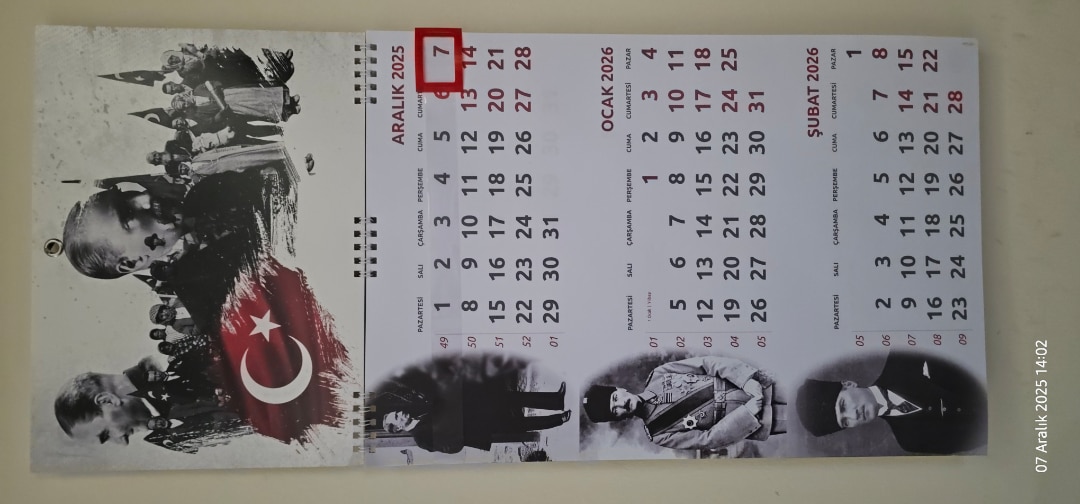 ARALIK 2025
PAZARTESİ SALI ÇARŞAMBA PERŞEMBE CUMA CUMART
49 1 2 3 4 5 6 7
50 8 9 10 11 12 13 14
51 15 16 17 18 19 20 21
52 22 23 24 25 26 27 28
01 29 30 31
OCAK 2026
PAZARTESİ SALI ÇARŞAMBA PERŞEMBE CUMA CUMARTESİ PAZAR
01 1 2 3 4
02 5 6 7 8 9 10 11
03 12 13 14 15 16 17 18
04 19 20 21 22 23 24 25
05 26 27 28 29 30 31
ŞUBAT 2026
PAZARTESİ SALI ÇARŞAMBA PERŞEMBE CUMA CUMARTESİ PAZAR
05 1
06 2 3 4 5 6 7 8
07 9 10 11 12 13 14 15
08 16 17 18 19 20 21 22
09 23 24 25 26 27 28
07 Aralık 2025 14:02